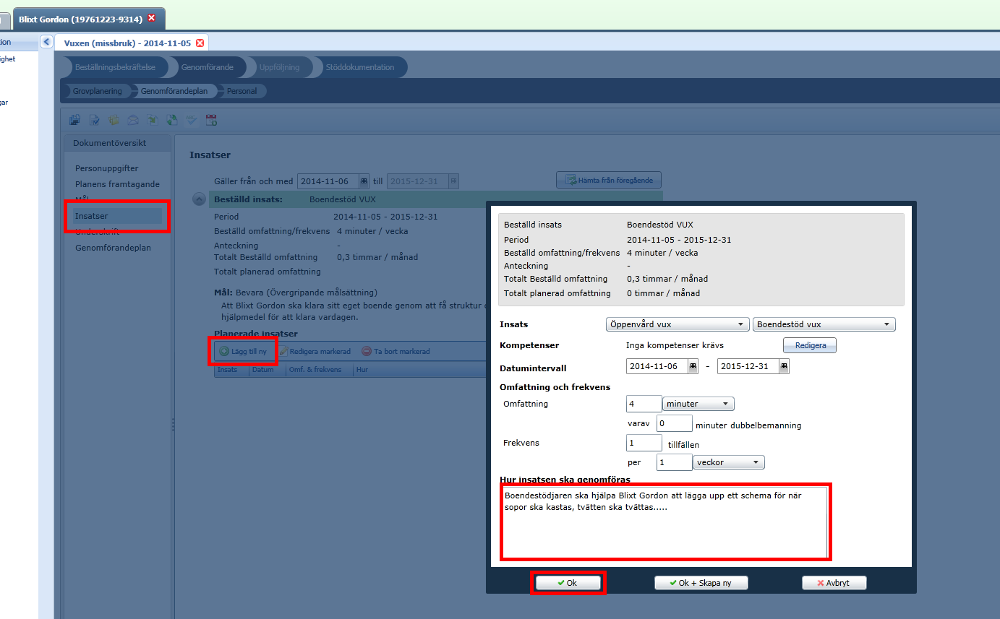 Blixt Gordon (19761223-9314)
Vuxen (missbruk) - 2014-11-05
Beställningsbekräftelse
Genomförande
Uppföljning
Stöddokumentation
Grovplanering
Genomförandeplan
Personal
Dokumentöversikt
Personuppgifter
Planens framtagande
Mål
Insatser
Underskrift
Genomförandeplan
Insatser
Gäller från och med 2014-11-06 till 2015-12-31
Hämta från föregående
Beställd insats: Boendestöd VUX
Period 2014-11-05 - 2015-12-31
Beställd omfattning/frekvens 4 minuter / vecka
Anteckning -
Totalt Beställd omfattning 0,3 timmar / månad
Totalt planerad omfattning
Mål: Bevara (Övergripande målsättning)
Att Blixt Gordon ska klara sitt eget boende genom att få struktur
hjälpmedel för att klara vardagen.
Planerade insatser
Lägg till ny Redigera markerad Ta bort markerad
Insats Datum Omf. & frekvens Hur
Beställd insats Boendestöd VUX
Period 2014-11-05 - 2015-12-31
Beställd omfattning/frekvens 4 minuter / vecka
Anteckning -
Totalt Beställd omfattning 0,3 timmar / månad
Totalt planerad omfattning 0 timmar / månad
Insats Öppenvård vux Boendestöd vux
Kompetenser Inga kompetenser krävs Redigera
Datumintervall 2014-11-06 - 2015-12-31
Omfattning och frekvens
Omfattning 4 minuter
varav 0 minuter dubbelbemanning
Frekvens 1 tillfällen
per 1 veckor
Hur insatsen ska genomföras
Boendestödjaren ska hjälpa Blixt Gordon att lägga upp ett schema för när
sopor ska kastas, tvätten ska tvättas.....
Ok
Ok + Skapa ny
Avbryt